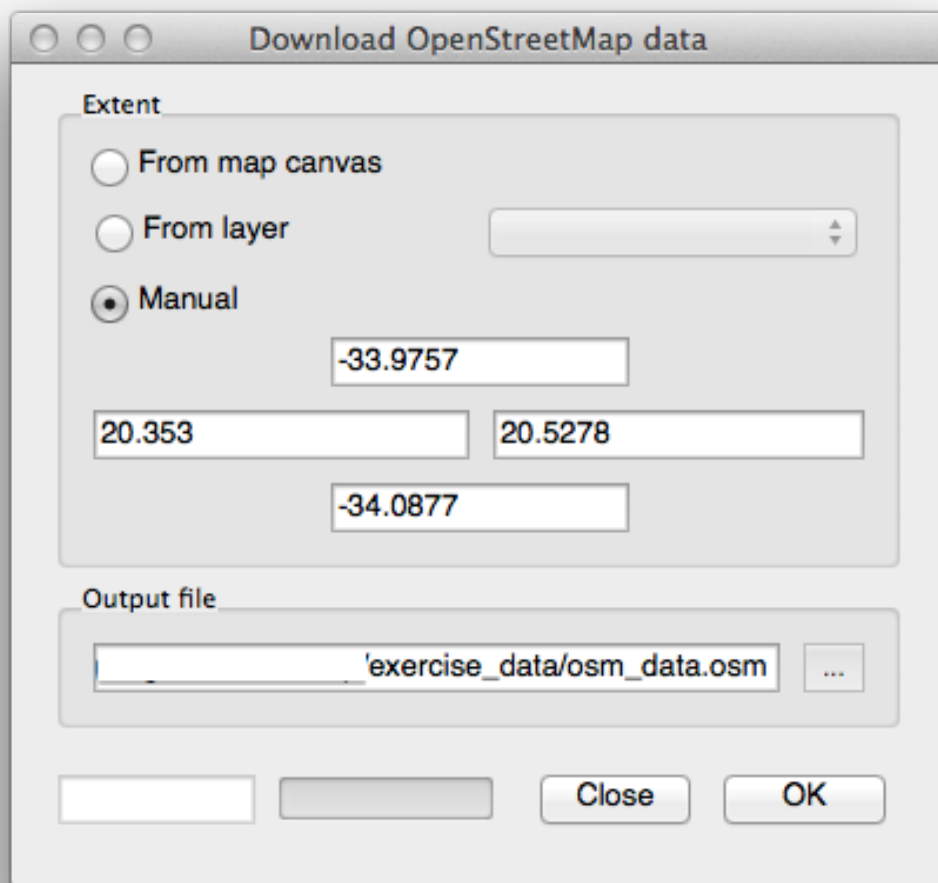 Download OpenStreetMap data
Extent
From map canvas
From layer
Manual
-33.9757
20.353 20.5278
-34.0877
Output file
/exercise_data/osm_data.osm ...
Close OK